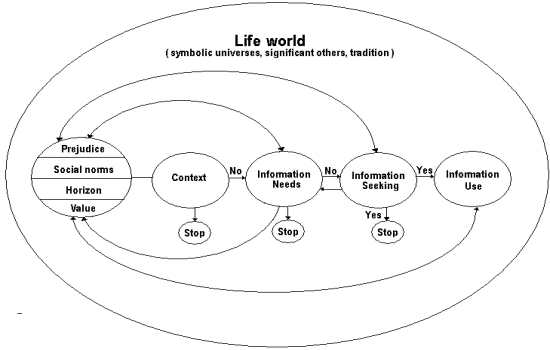 Life world
( symbolic universes, significant others, tradition )
Prejudice
Social norms
Horizon
Value
Context
No
Information
Needs
No
Information
Seeking
Yes
Information
Use
Yes
Stop
Stop
Stop